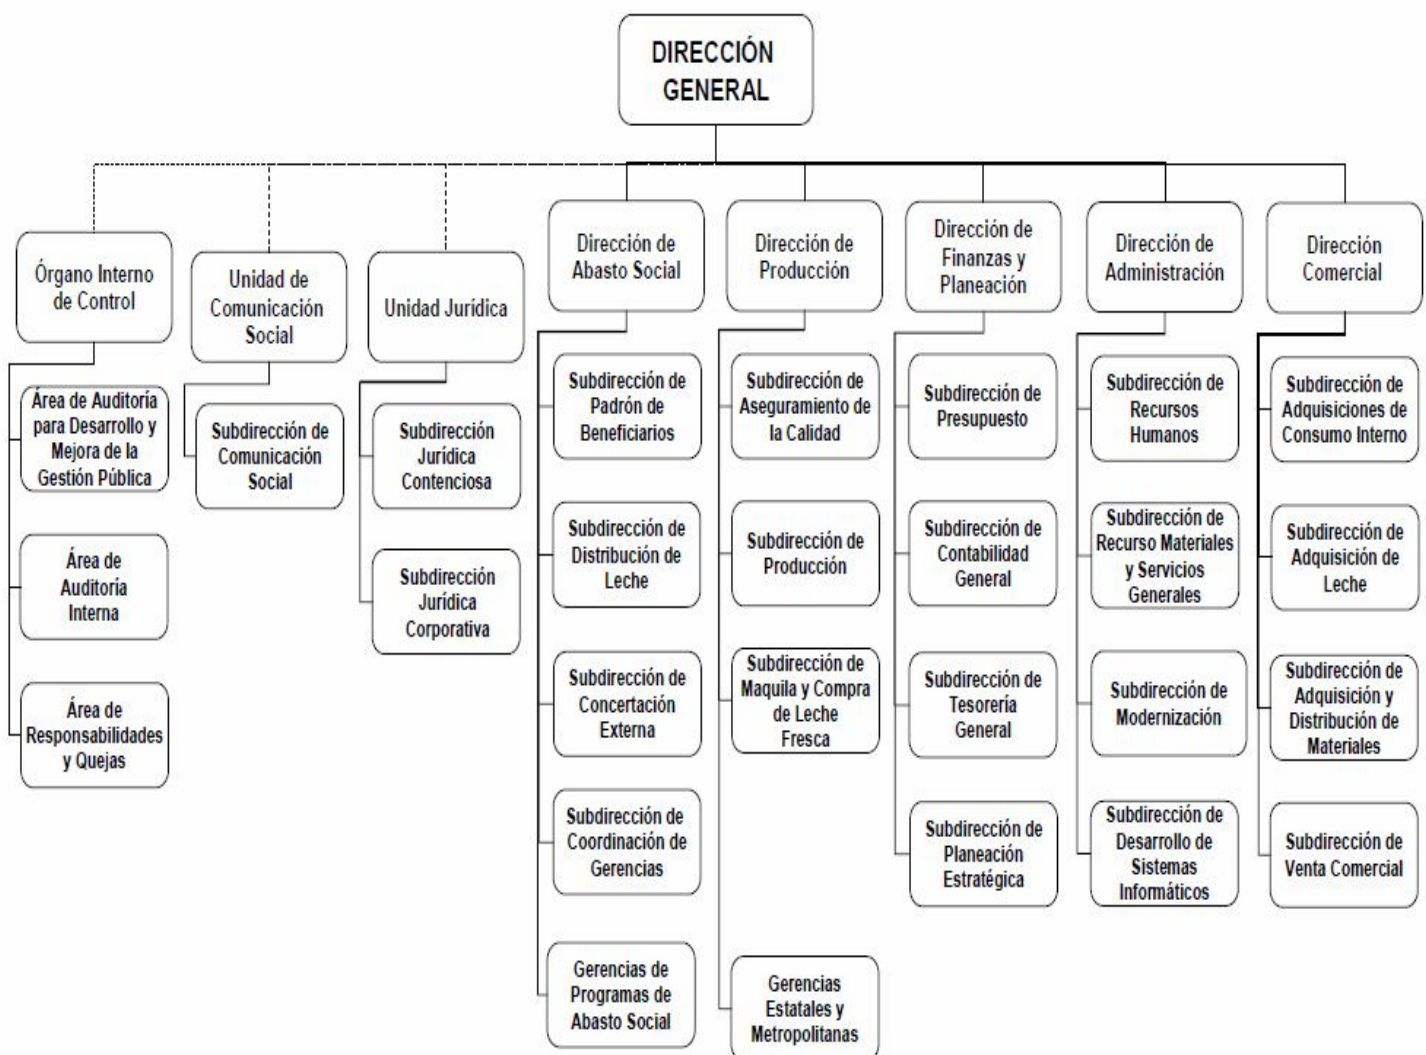 DIRECCIÓN
GENERAL
Órgano Interno
de Control
Unidad de
Comunicación
Social
Unidad Jurídica
Dirección de
Abasto Social
Dirección de
Producción
Dirección de
Finanzas y
Planeación
Dirección de
Administración
Dirección
Comercial
Área de Auditoría
para Desarrollo y
Mejora de la
Gestión Pública
Área de
Auditoría
Interna
Área de
Responsabilidades
y Quejas
Subdirección de
Comunicación
Social
Subdirección
Jurídica
Contenciosa
Subdirección
Jurídica
Corporativa
Subdirección de
Padrón de
Beneficiarios
Subdirección de
Distribución de
Leche
Subdirección de
Concertación
Externa
Subdirección de
Coordinación de
Gerencias
Gerencias de
Programas de
Abasto Social
Subdirección de
Aseguramiento de
la Calidad
Subdirección de
Producción
Subdirección de
Maquila y Compra
de Leche
Fresca
Gerencias
Estatales y
Metropolitanas
Subdirección de
Presupuesto
Subdirección de
Contabilidad
General
Subdirección de
Tesorería
General
Subdirección de
Planeación
Estratégica
Subdirección de
Recursos
Humanos
Subdirección de
Recurso Materiales
y Servicios
Generales
Subdirección de
Modernización
Subdirección de
Desarrollo de
Sistemas
Informáticos
Subdirección de
Adquisiciones de
Consumo Interno
Subdirección de
Adquisición de
Leche
Subdirección de
Adquisición y
Distribución de
Materiales
Subdirección de
Venta Comercial